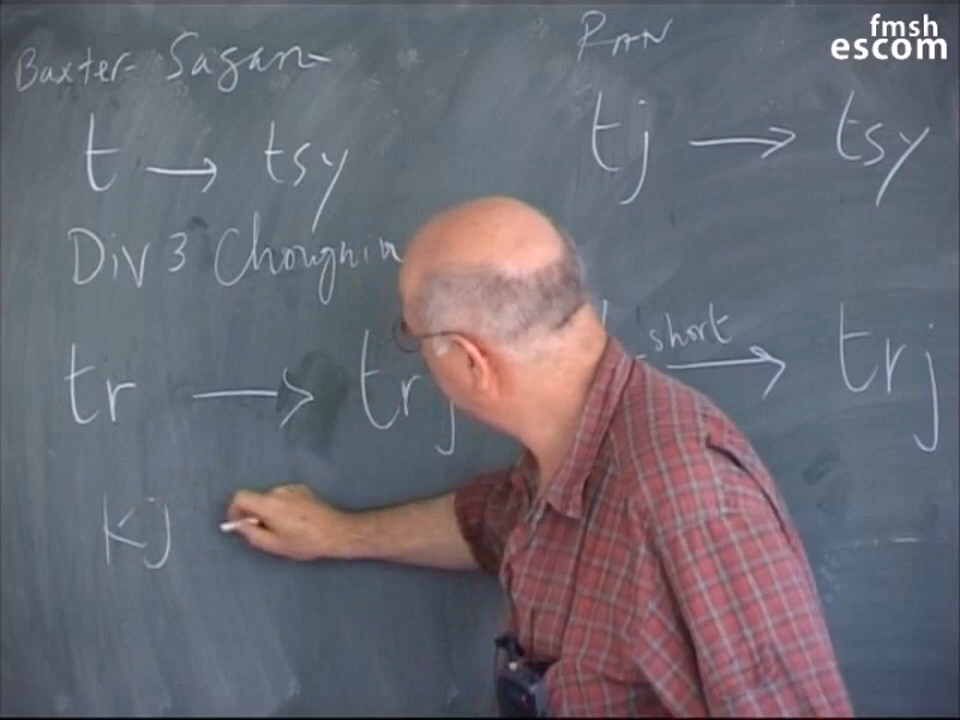 fmsh
escom
Baxter - Sagart
PAN
t → tsy
tj → tsy
Div 3 Chongniu
tr → trj
short
→ trj
Kj